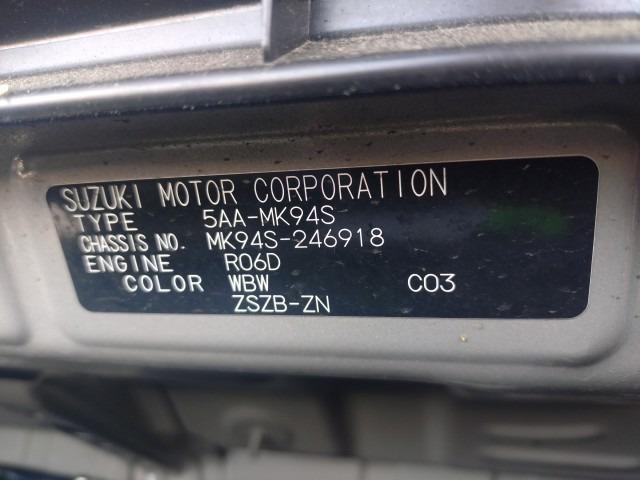 SUZUKI MOTOR CORPORATION
TYPE 5AA-MK94S
CHASSIS NO. MK94S-246918
ENGINE R06D
COLOR WBW C03
ZSZB-ZN